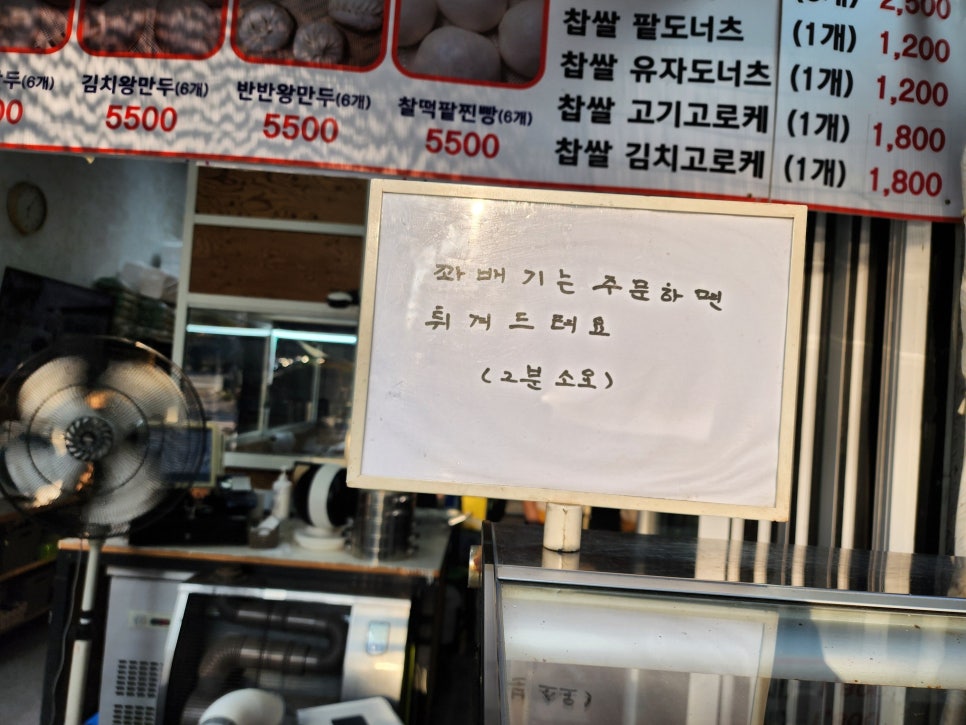 2,500
찹쌀 팥도너츠 (1개) 1,200
찹쌀 유자도너츠 (1개) 1,200
찹쌀 고기고로케 (1개) 1,800
찹쌀 김치고로케 (1개) 1,800
김치왕만두(6개) 반반왕만두(6개) 찰떡팥찐빵(6개)
5500 5500 5500
꽈배기는 주문하면
튀겨드려요
(2분소요)